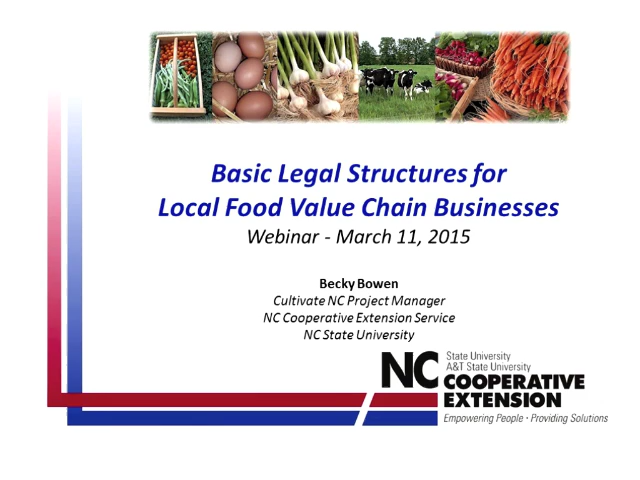 Basic Legal Structures for
Local Food Value Chain Businesses
Webinar - March 11, 2015
Becky Bowen
Cultivate NC Project Manager
NC Cooperative Extension Service
NC State University
NC State University
A&T State University
COOPERATIVE
EXTENSION
Empowering People · Providing Solutions